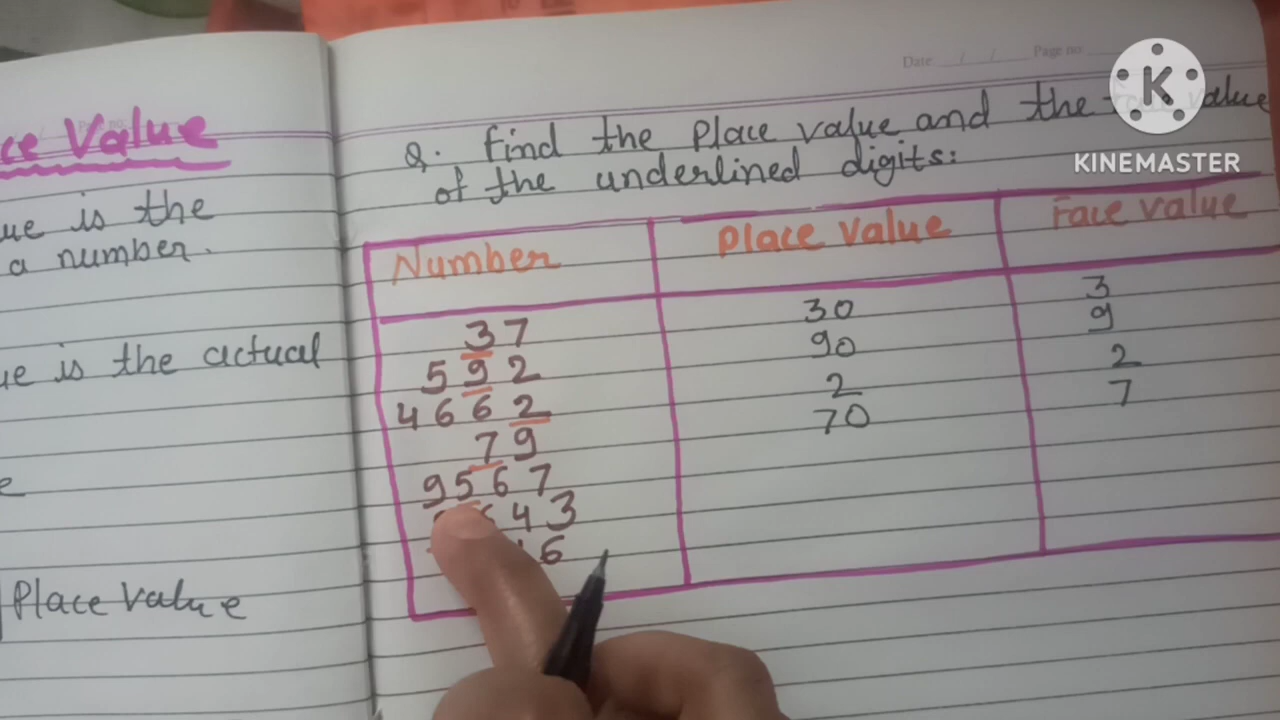 ce Value
ue is the
a number.
ue is the actual
e
Place Value
Date / / Page no
Q. Find the Place value and the value
of the underlined digits:
Number Place Value Face Value
37 30 3
592 90 9
4662 2 2
79 70 7
9567
643
6
KINEMASTER